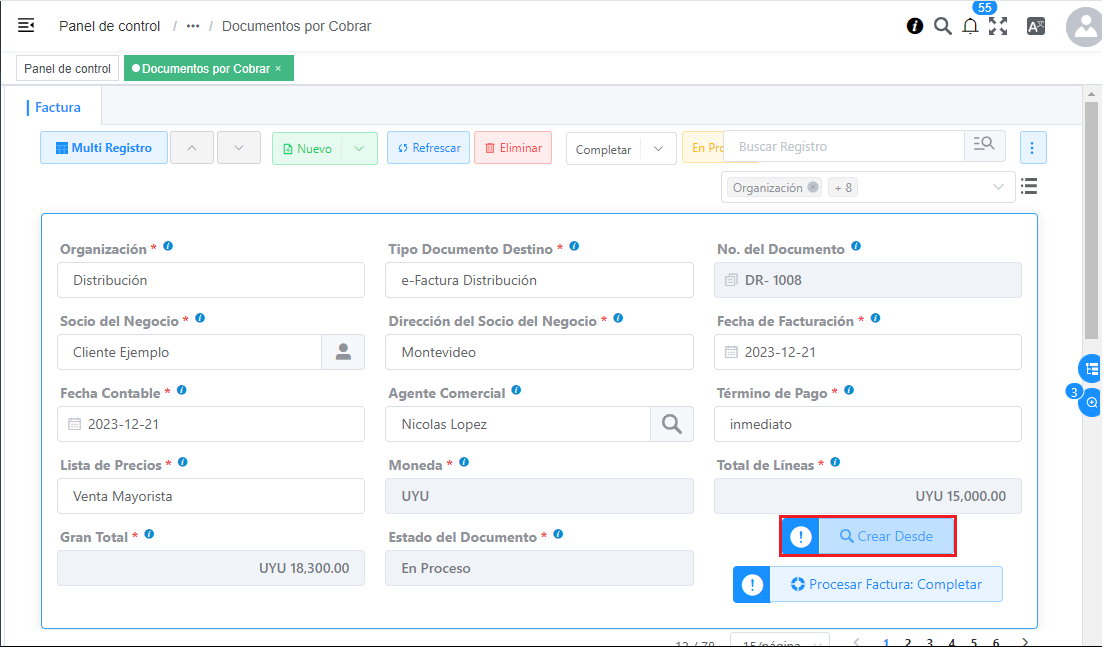 55
Panel de control / ••• / Documentos por Cobrar
Panel de control
Documentos por Cobrar ×
Factura
Multi Registro
Nuevo
Refrescar
Eliminar
Completar
En Pro
Buscar Registro
Organización
+ 8
Organización *
Tipo Documento Destino *
No. del Documento
Distribución
e-Factura Distribución
DR- 1008
Socio del Negocio *
Dirección del Socio del Negocio *
Fecha de Facturación *
Cliente Ejemplo
Montevideo
2023-12-21
Fecha Contable *
Agente Comercial
Término de Pago *
3
2023-12-21
Nicolas Lopez
inmediato
Lista de Precios *
Moneda *
Total de Líneas *
Venta Mayorista
UYU
UYU 15,000.00
Gran Total *
Estado del Documento *
! Crear Desde
UYU 18,300.00
En Proceso
! Procesar Factura: Completar
12 / 78
15/página
1 2 3 4 5 6